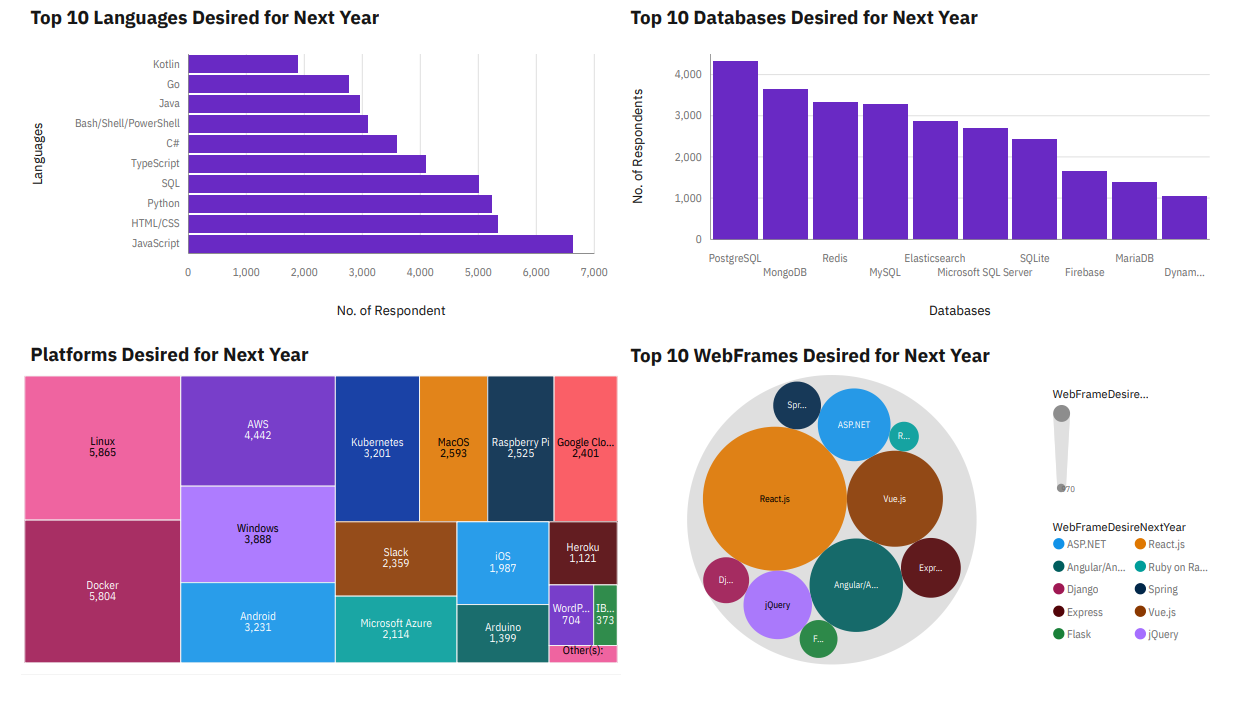 Top 10 Languages Desired for Next Year
Languages
Kotlin
Go
Java
Bash/Shell/PowerShell
C#
TypeScript
SQL
Python
HTML/CSS
JavaScript
0 1,000 2,000 3,000 4,000 5,000 6,000 7,000
No. of Respondent
Top 10 Databases Desired for Next Year
No. of Respondents
4,000
3,000
2,000
1,000
0
PostgreSQL Redis Elasticsearch SQLite MariaDB
MongoDB MySQL Microsoft SQL Server Firebase Dynam...
Databases
Platforms Desired for Next Year
Linux
5,865
Docker
5,804
AWS
4,442
Windows
3,888
Android
3,231
Kubernetes
3,201
MacOS
2,593
Raspberry Pi
2,525
Google Clo...
2,401
Slack
2,359
Microsoft Azure
2,114
iOS
1,987
Arduino
1,399
Heroku
1,121
WordP...
704
IB...
373
Other(s):
Top 10 WebFrames Desired for Next Year
Spr...
ASP.NET
R...
React.js
Vue.js
Expr...
Angular/A...
Dj...
jQuery
F...
WebFrameDesire...
70
WebFrameDesireNextYear
ASP.NET React.js
Angular/An... Ruby on Ra...
Django Spring
Express Vue.js
Flask jQuery